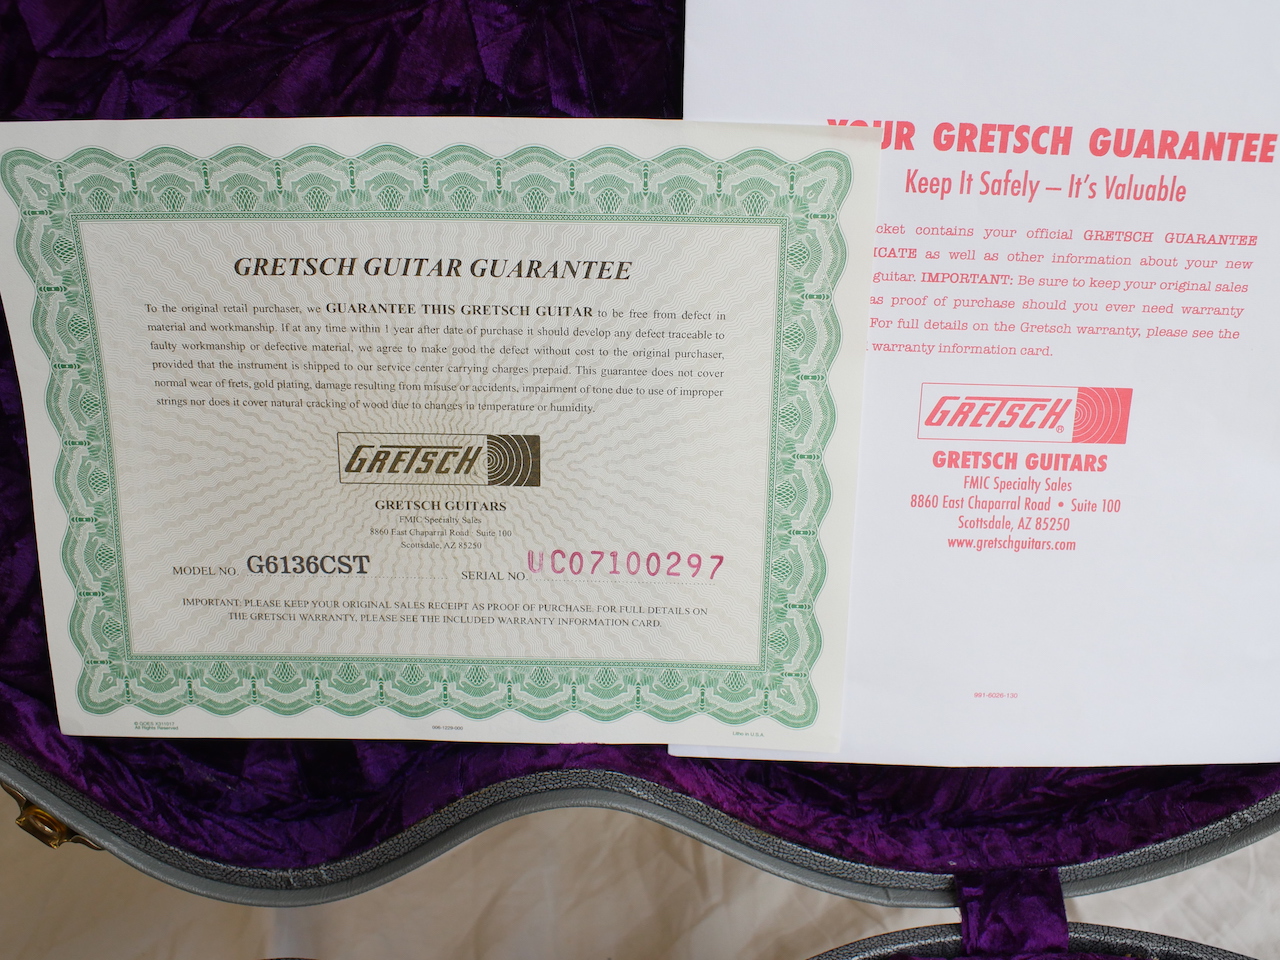 GRETSCH GUITAR GUARANTEE
To the original retail purchaser, we GUARANTEE THIS GRETSCH GUITAR to be free from defect in
material and workmanship. If at any time within 1 year after date of purchase it should develop any defect traceable to
faulty workmanship or defective material, we agree to make good the defect without cost to the original purchaser,
provided that the instrument is shipped to our service center carrying charges prepaid. This guarantee does not cover
normal wear of frets, gold plating, damage resulting from misuse or accidents, impairment of tone due to use of improper
strings nor does it cover natural cracking of wood due to changes in temperature or humidity.
GRETSCH
GRETSCH GUITARS
FMIC Specialty Sales
8860 East Chaparral Road · Suite 100
Scottsdale, AZ 85250
MODEL NO. G6136CST SERIAL NO. UC07100297
IMPORTANT: PLEASE KEEP YOUR ORIGINAL SALES RECEIPT AS PROOF OF PURCHASE. FOR FULL DETAILS ON
THE GRETSCH WARRANTY, PLEASE SEE THE INCLUDED WARRANTY INFORMATION CARD.
All Rights Reserved
006-1226-000
Litho in U.S.A.
YOUR GRETSCH GUARANTEE
Keep It Safely – It's Valuable
cket contains your official GRETSCH GUARANTEE
ICATE as well as other information about your new
guitar. IMPORTANT: Be sure to keep your original sales
as proof of purchase should you ever need warranty
For full details on the Gretsch warranty, please see the
warranty information card.
GRETSCH®
GRETSCH GUITARS
FMIC Specialty Sales
8860 East Chaparral Road • Suite 100
Scottsdale, AZ 85250
www.gretschguitars.com
991-6026-130